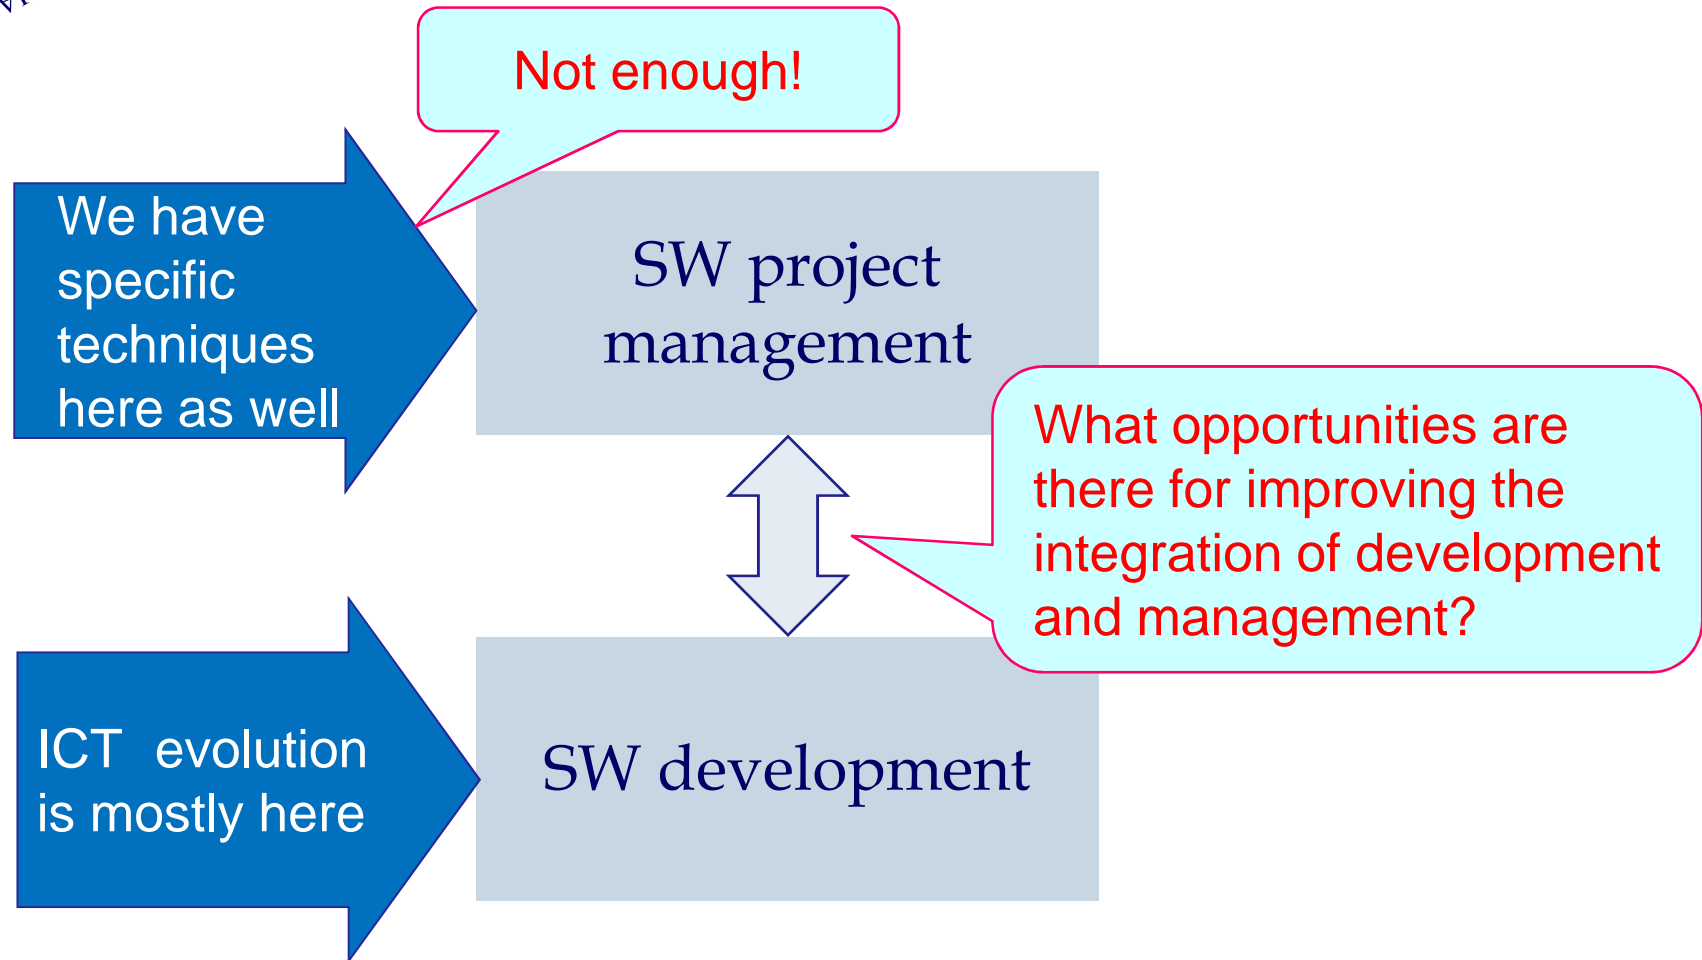 Not enough!
We have
specific
techniques
here as well
SW project
management
What opportunities are
there for improving the
integration of development
and management?
ICT evolution
is mostly here
SW development